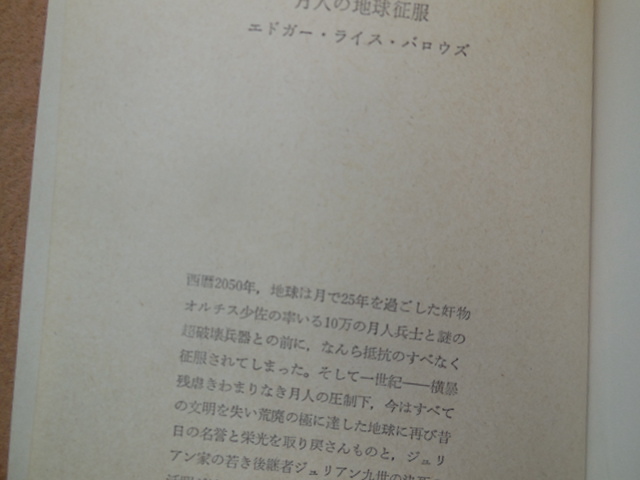 月人の地球征服
エドガー・ライス・バロウズ
西暦2050年，地球は月で25年を過ごした奸物
オルチス少佐の率いる10万の月人兵士と謎の
超破壊兵器との前に，なんら抵抗のすべなく
征服されてしまった。そして一世紀——横暴
残虐きわまりなき月人の圧制下，今はすべて
の文明を失い荒廃の極に達した地球に再び昔
日の名誉と栄光を取り戻さんものと，ジュリ
アン家の若き後継者ジュリアン九世の